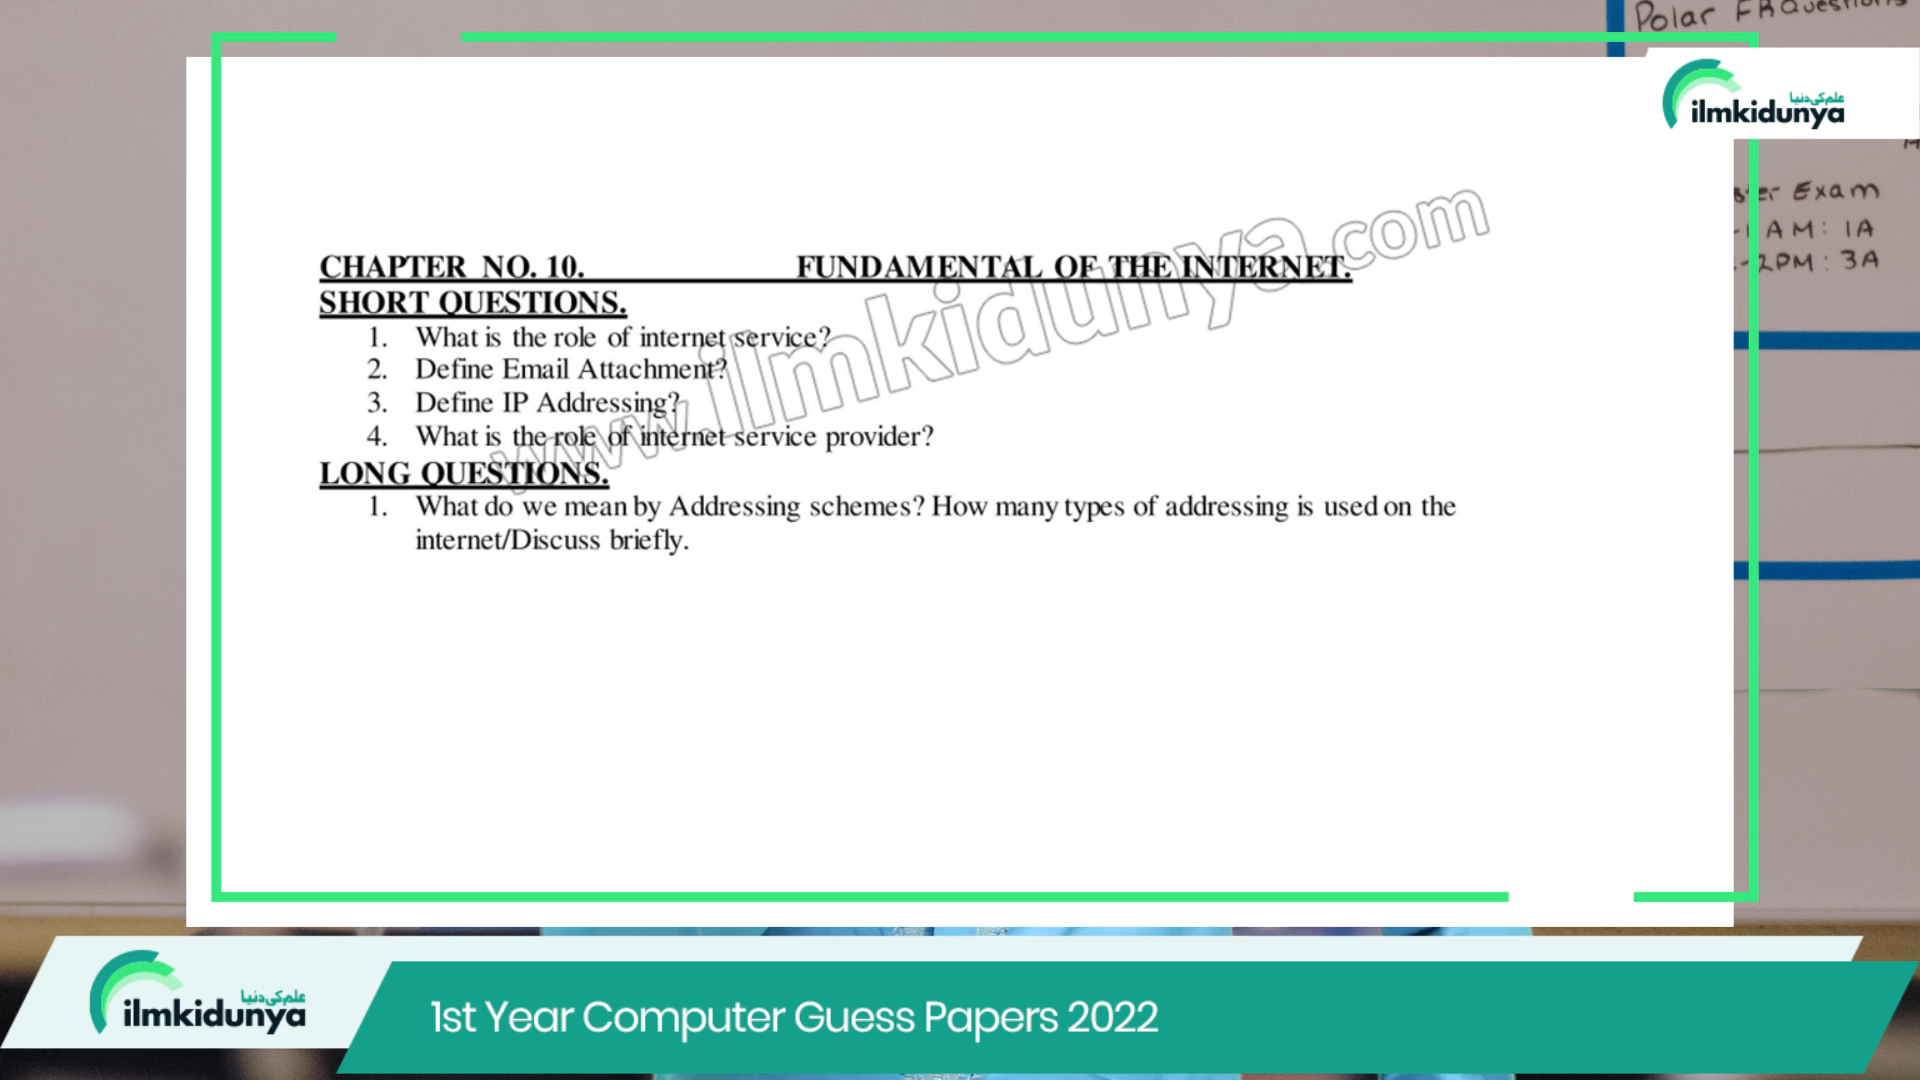 Polar FR Questions
علم کی دنیا
ilmkidunya
Exam
AM: 1A
2PM: 3A
www.ilmkidunya.com
CHAPTER NO. 10. FUNDAMENTAL OF THE INTERNET.
SHORT QUESTIONS.
1. What is the role of internet service?
2. Define Email Attachment?
3. Define IP Addressing?
4. What is the role of internet service provider?
LONG QUESTIONS.
1. What do we mean by Addressing schemes? How many types of addressing is used on the
internet/Discuss briefly.
علم کی دنیا
ilmkidunya
1st Year Computer Guess Papers 2022